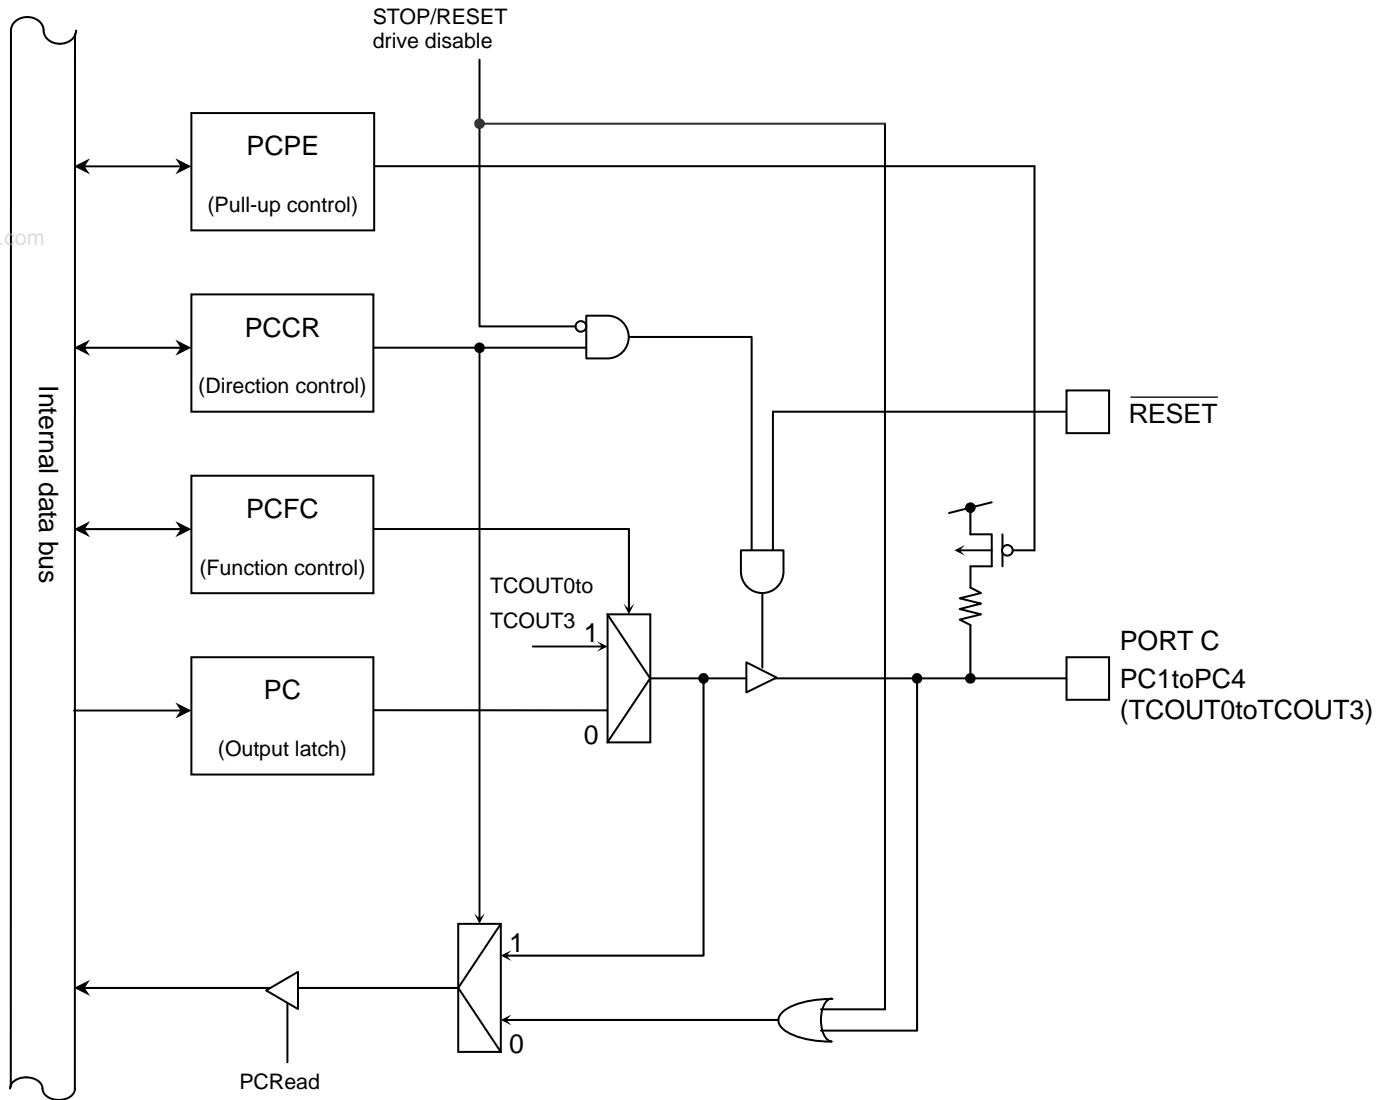 STOP/RESET
drive disable
PCPE
(Pull-up control)
.com
PCCR
(Direction control)
RESET
Internal data bus
PCFC
(Function control)
TCOUT0to
TCOUT3
1
PORT C
PC1toPC4
(TCOUT0toTCOUT3)
PC
(Output latch)
0
1
0
PCRead